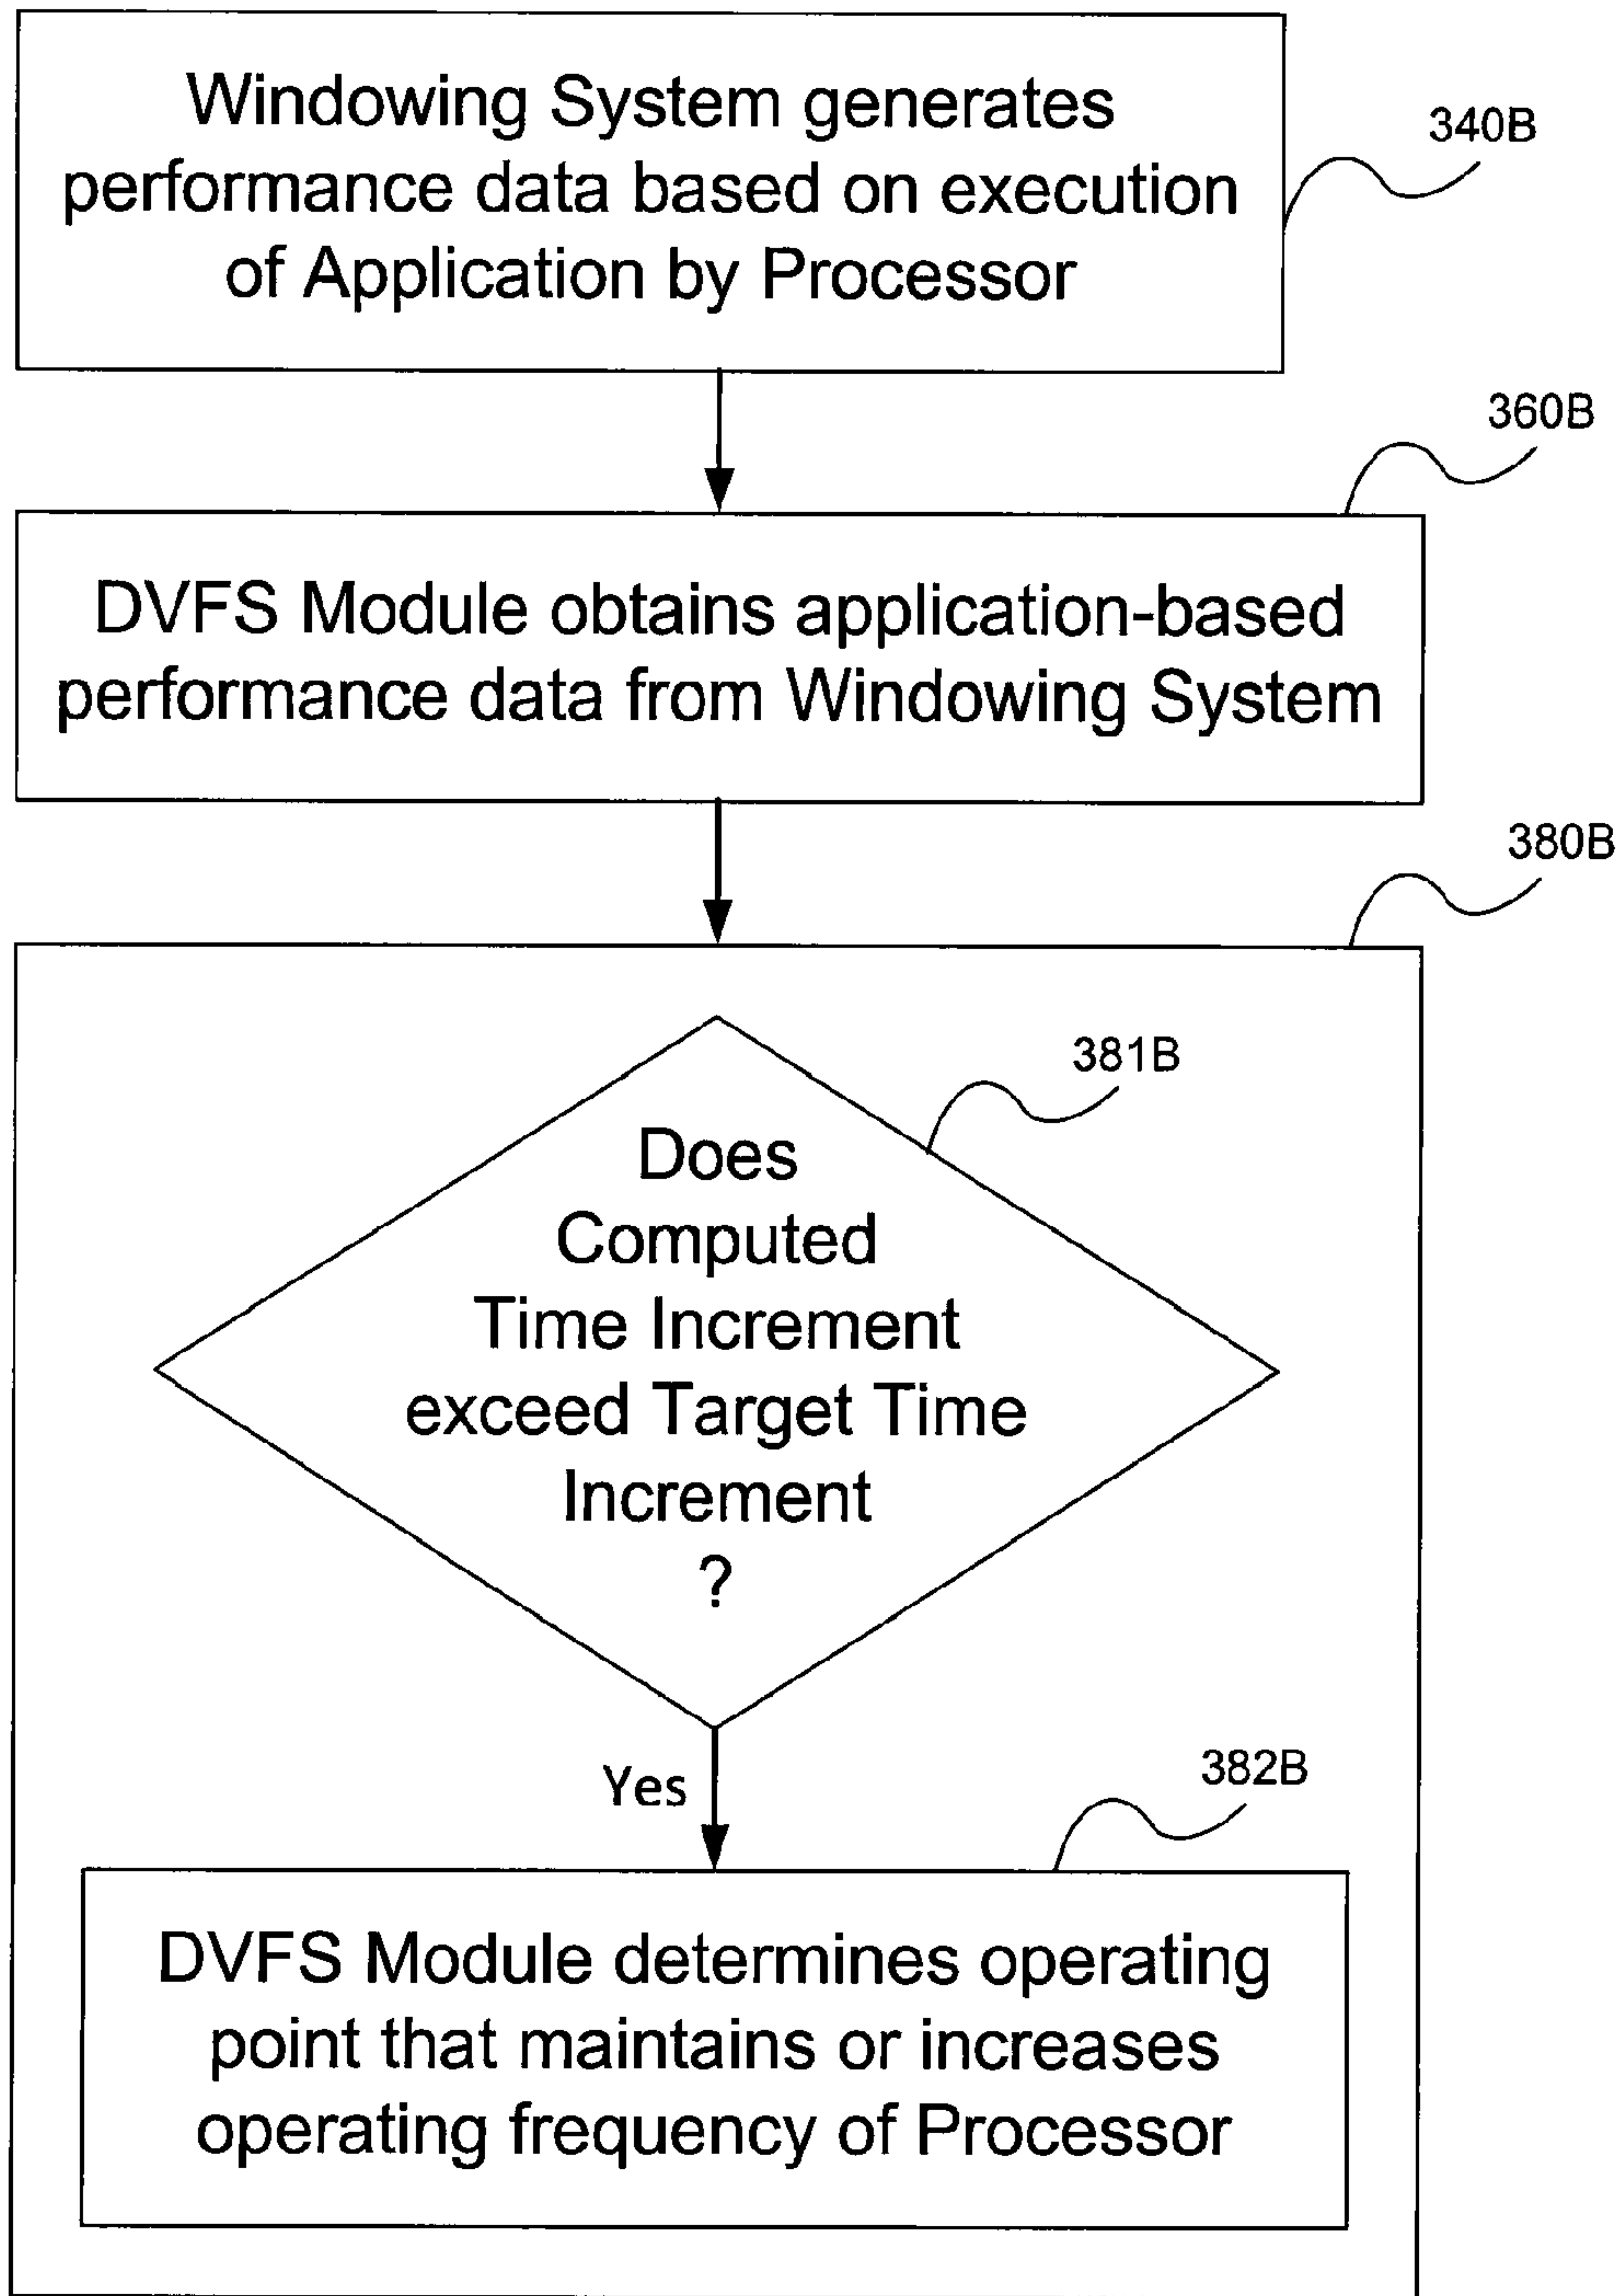 Windowing System generates
performance data based on execution
of Application by Processor
340B
360B
DVFS Module obtains application-based
performance data from Windowing System
380B
381B
Does
Computed
Time Increment
exceed Target Time
Increment
?
Yes
382B
DVFS Module determines operating
point that maintains or increases
operating frequency of Processor